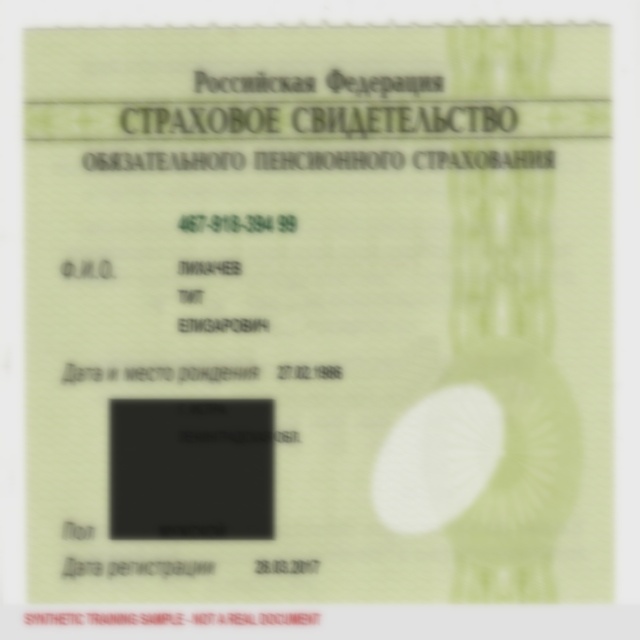 Российская Федерация
СТРАХОВОЕ СВИДЕТЕЛЬСТВО
ОБЯЗАТЕЛЬНОГО ПЕНСИОННОГО СТРАХОВАНИЯ
467-918-394 99
Ф.И.О. ЛИХАЧЕВ
ТИТ
ЕЛИЗАРОВИЧ
Дата и место рождения 27.02.1986
ОБЛ.
Пол
Дата регистрации 28.03.2017
SYNTHETIC TRAINING SAMPLE - NOT A REAL DOCUMENT